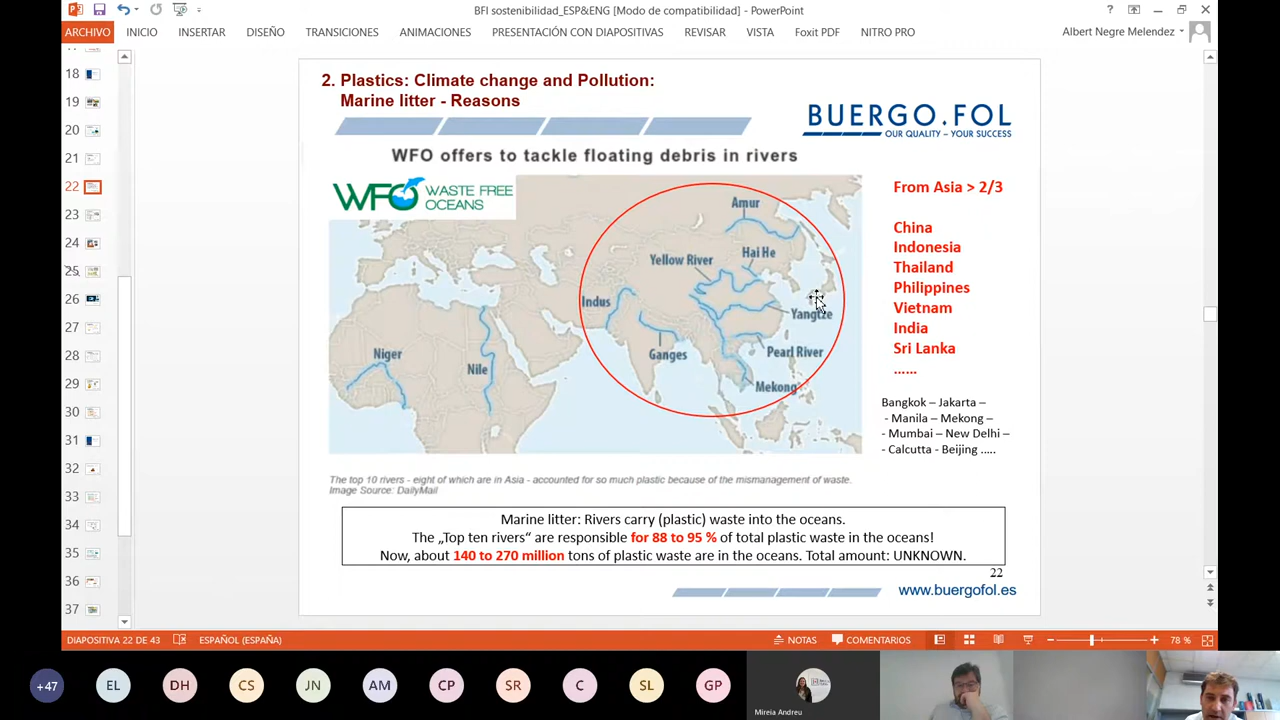 BFI sostenibilidad_ESP&ENG [Modo de compatibilidad] - PowerPoint
ARCHIVO INICIO INSERTAR DISEÑO TRANSICIONES ANIMACIONES PRESENTACIÓN CON DIAPOSITIVAS REVISAR VISTA Foxit PDF NITRO PRO Albert Negre Melendez
18
19
20
21
22
23
24
25
26
27
28
29
30
31
32
33
34
35
36
37
2. Plastics: Climate change and Pollution:
Marine litter - Reasons
BUERGO.FOL
OUR QUALITY – YOUR SUCCESS
WFO offers to tackle floating debris in rivers
WFO WASTE FREE
OCEANS
Amur
Hai He
Yellow River
Indus
Yangtze
Ganges
Pearl River
Niger
Nile
Mekong
From Asia > 2/3
China
Indonesia
Thailand
Philippines
Vietnam
India
Sri Lanka
......
Bangkok – Jakarta –
- Manila – Mekong –
- Mumbai – New Delhi –
- Calcutta - Beijing .....
The top 10 rivers - eight of which are in Asia - accounted for so much plastic because of the mismanagement of waste.
Image Source: DailyMail
Marine litter: Rivers carry (plastic) waste into the oceans.
The „Top ten rivers“ are responsible for 88 to 95 % of total plastic waste in the oceans!
Now, about 140 to 270 million tons of plastic waste are in the oceans. Total amount: UNKNOWN.
22
www.buergofol.es
DIAPOSITIVA 22 DE 43 ESPAÑOL (ESPAÑA) NOTAS COMENTARIOS 78 %
+47 EL DH CS JN AM CP SR C SL GP
Mireia Andreu